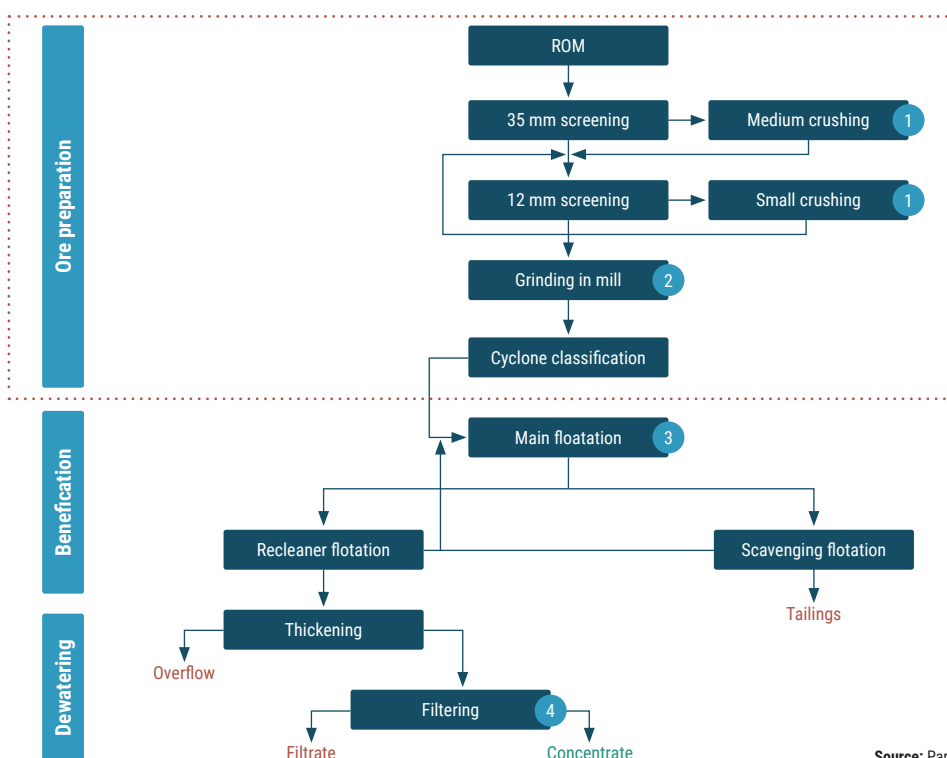 Ore preparation
ROM
35 mm screening
Medium crushing
1
12 mm screening
Small crushing
1
Grinding in mill
2
Cyclone classification
Benefication
Main floatation
3
Recleaner flotation
Scavenging flotation
Tailings
Dewatering
Thickening
Overflow
Filtering
4
Filtrate
Concentrate
Source: Par